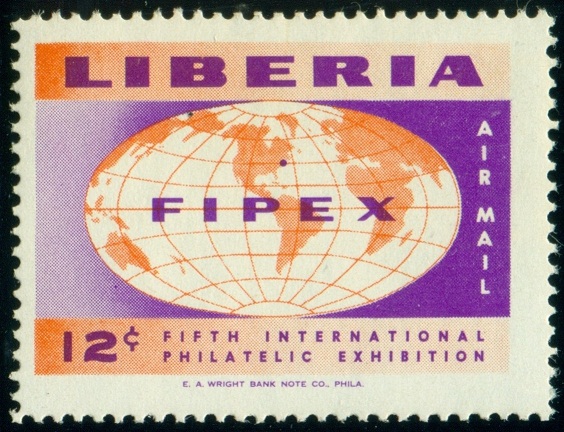 LIBERIA
AIR MAIL
FIPEX
12¢ FIFTH INTERNATIONAL
PHILATELIC EXHIBITION
E. A. WRIGHT BANK NOTE CO., PHILA.